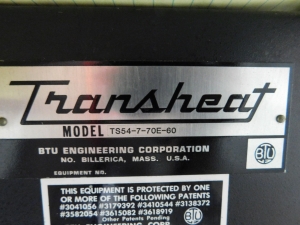 Transheat
MODEL TS54-7-70E-60
BTU ENGINEERING CORPORATION
NO. BILLERICA, MASS. U.S.A.
EQUIPMENT NO.
BTU
THIS EQUIPMENT IS PROTECTED BY ONE
OR MORE OF THE FOLLOWING PATENTS
#3041056 #3179392 #3410544 #3138372
#3582054 #3615082 #3618919
Other Patents Pending
ENGINEERING CORP.
BTU